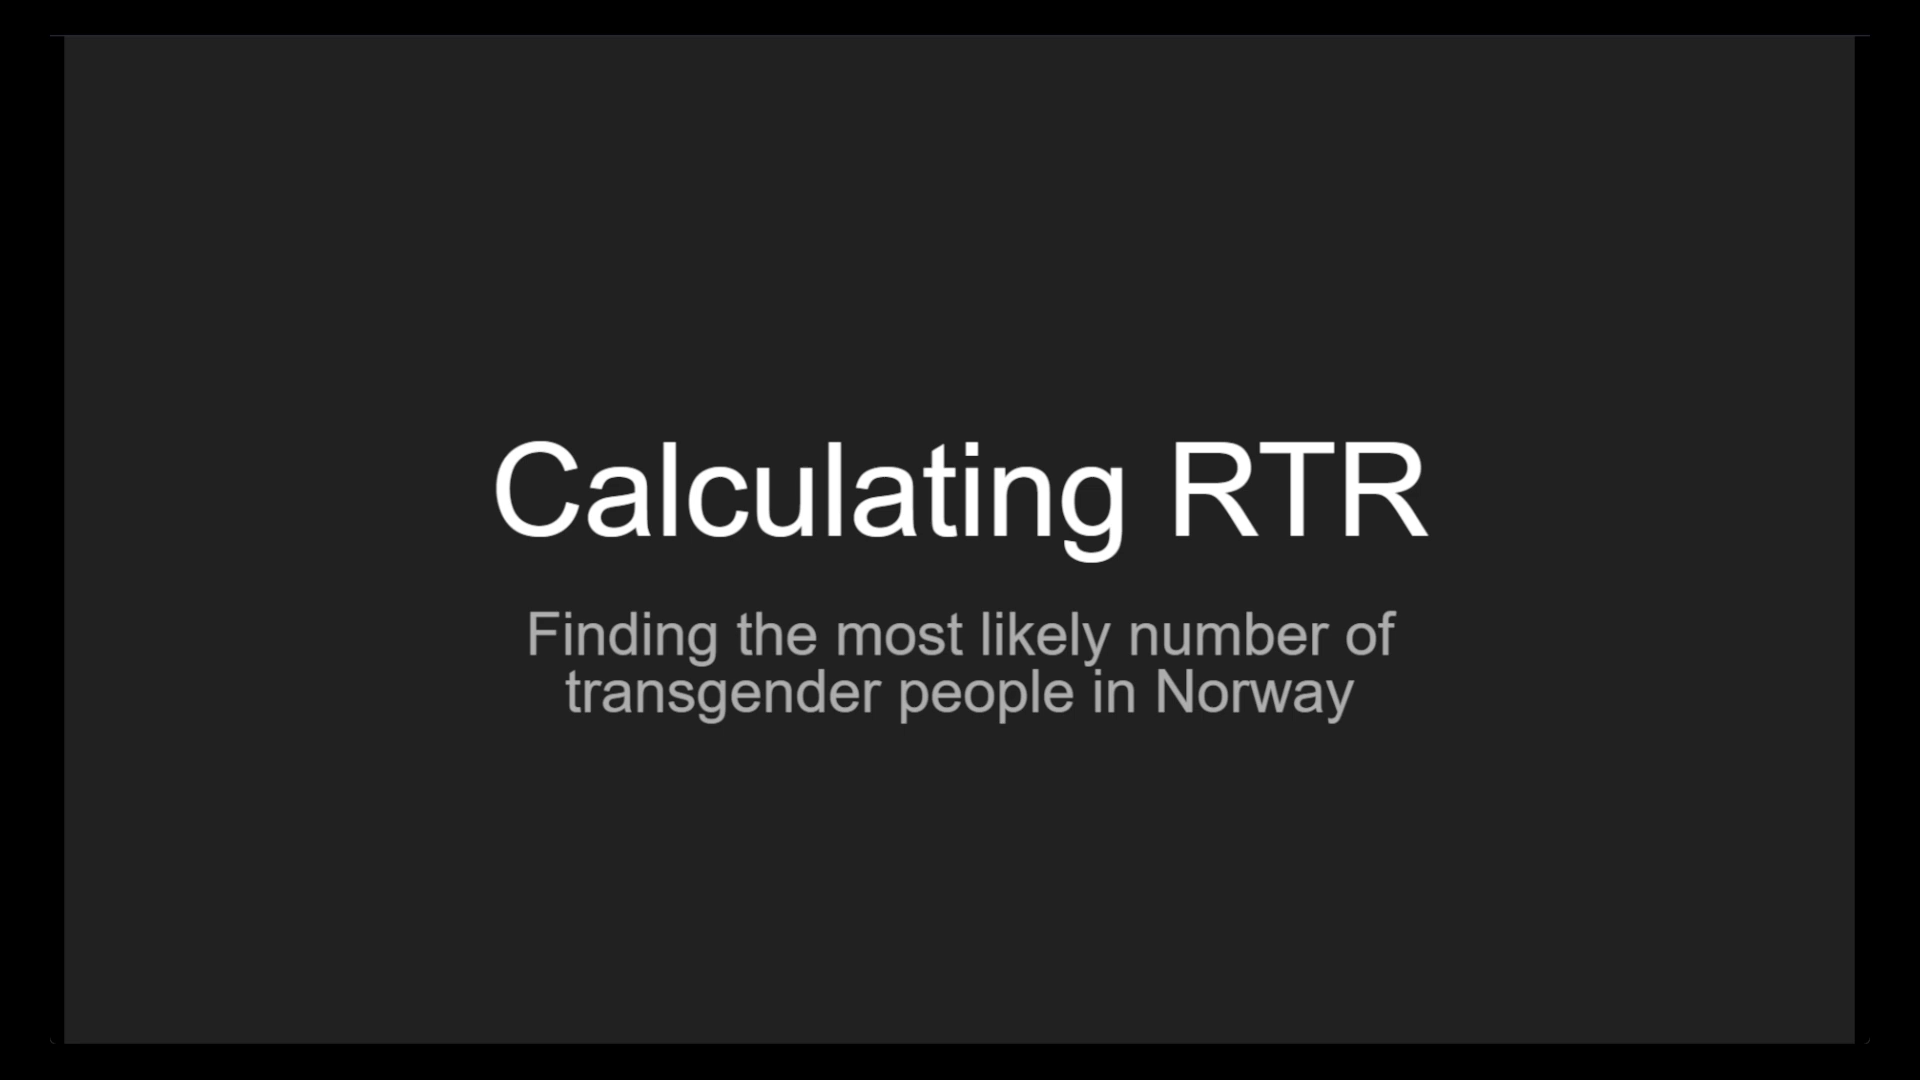 Calculating RTR
Finding the most likely number of
transgender people in Norway